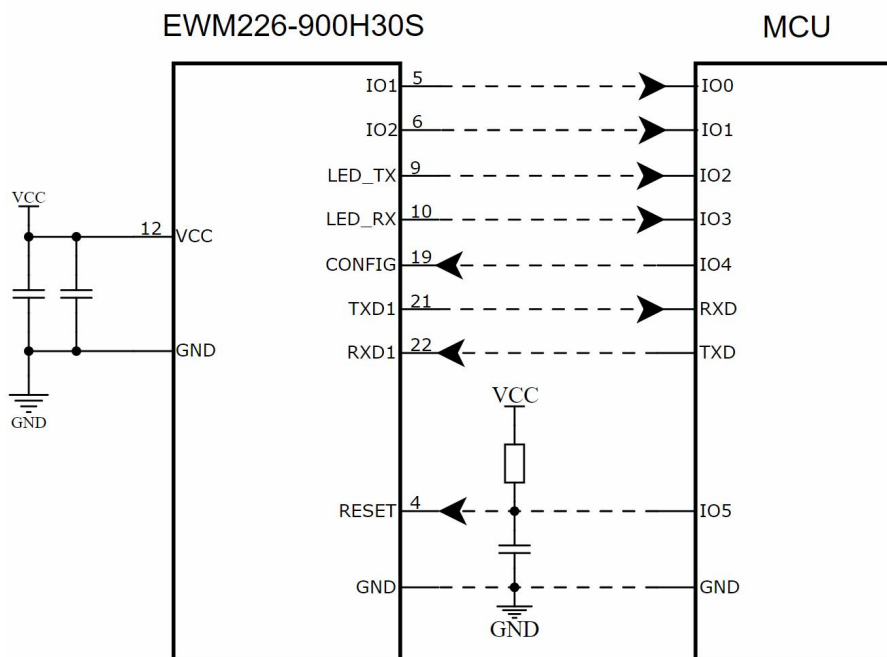 EWM226-900H30S MCU
IO1 5 IO0
IO2 6 IO1
LED_TX 9 IO2
VCC
LED_RX 10 IO3
12 VCC
CONFIG 19 IO4
TXD1 21 RXD
GND RXD1 22 TXD
VCC
GND
RESET 4 IO5
GND GND
GND